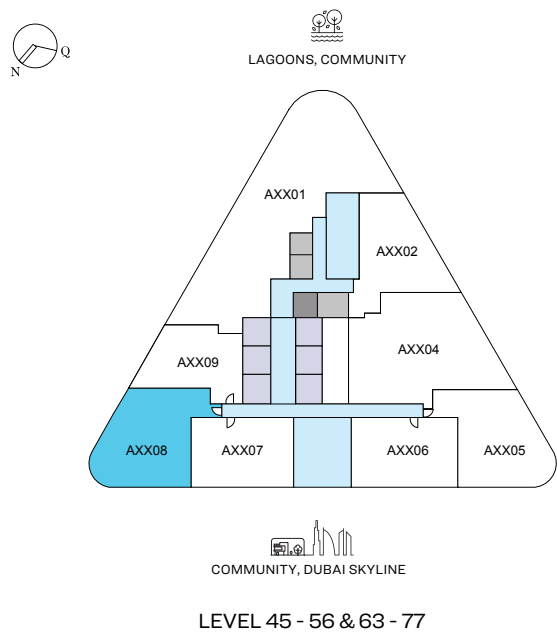 N
Q
LAGOONS, COMMUNITY
AXX01
AXX02
AXX04
AXX09
AXX08
AXX07
AXX06
AXX05
COMMUNITY, DUBAI SKYLINE
LEVEL 45 - 56 & 63 - 77